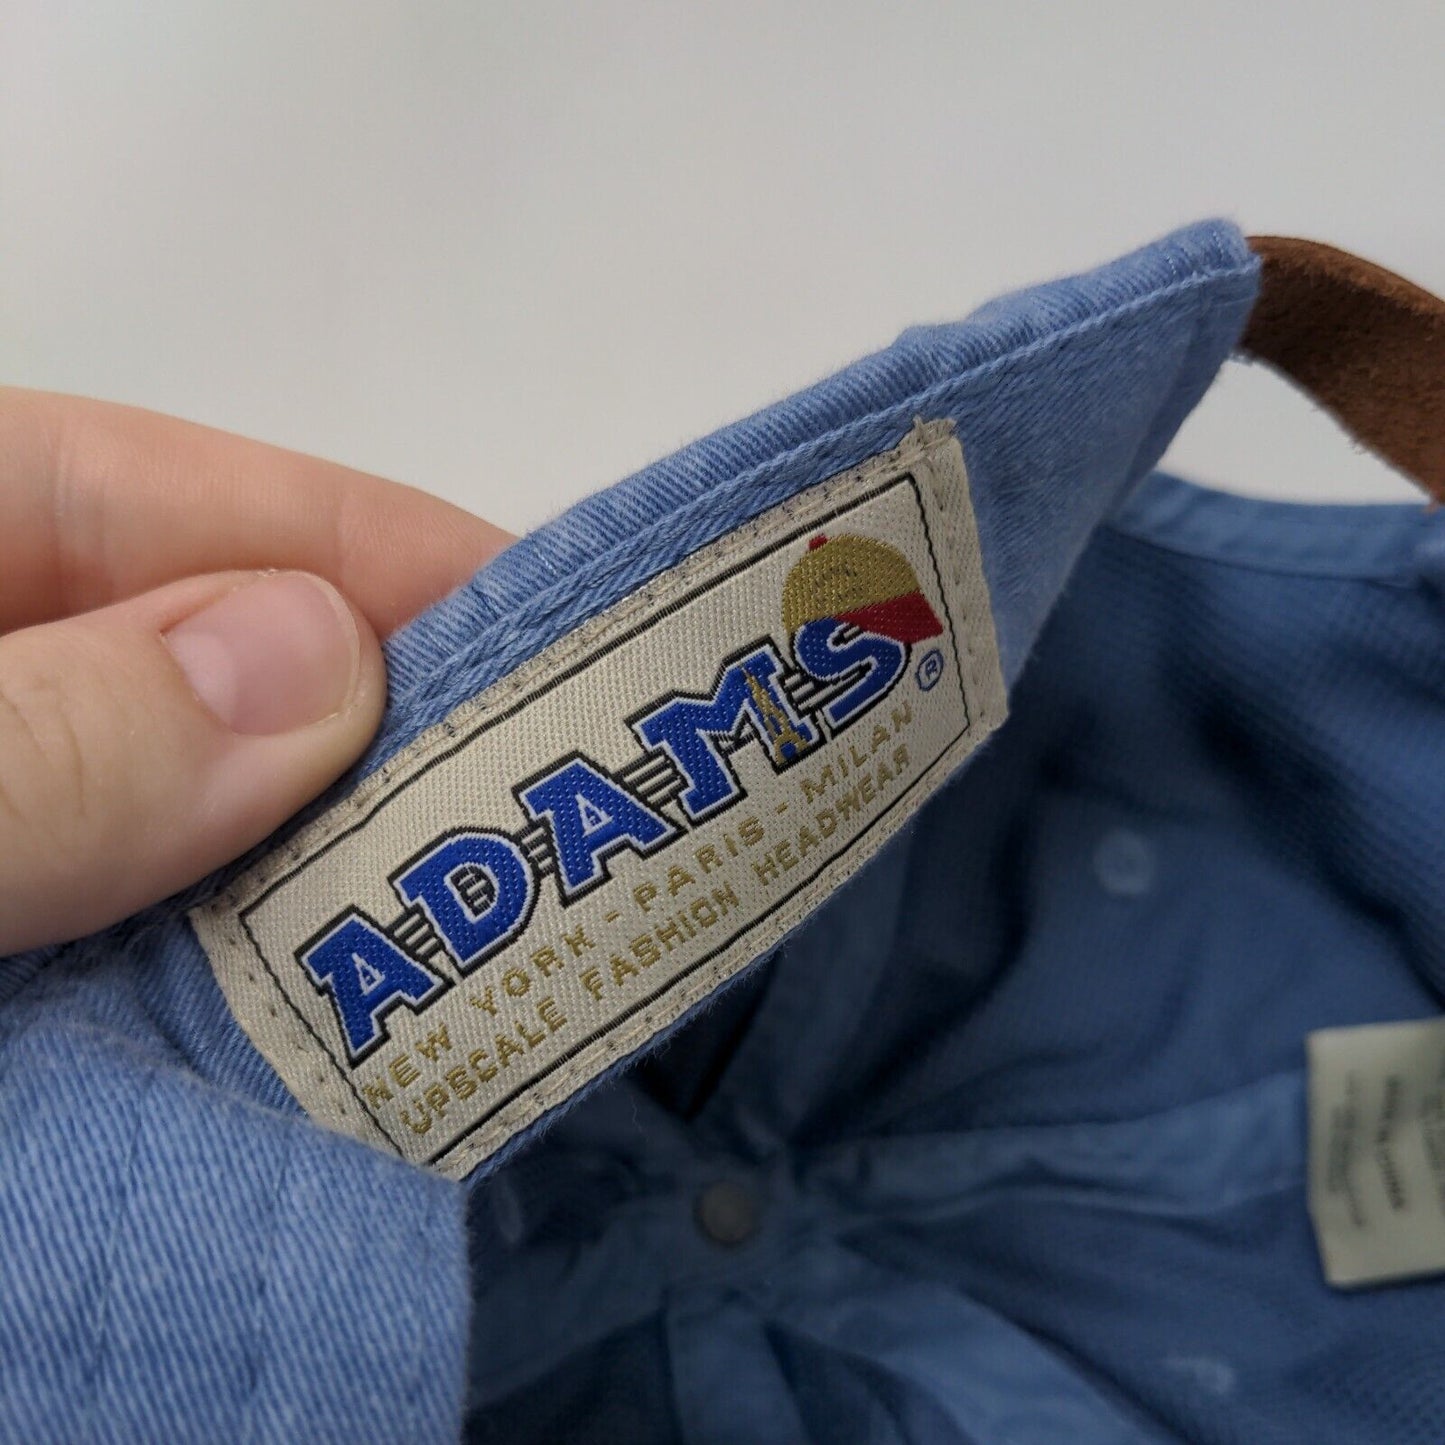 ADAMS®
NEW YORK - PARIS - MILAN
UPSCALE FASHION HEADWEAR